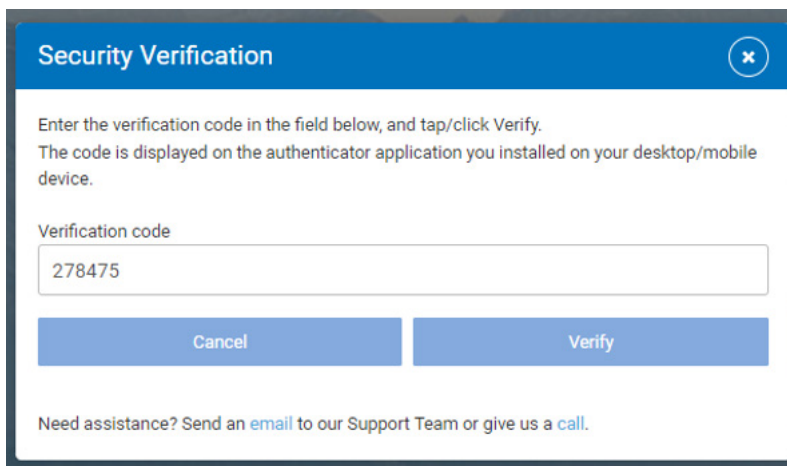 Security Verification
Enter the verification code in the field below, and tap/click Verify.
The code is displayed on the authenticator application you installed on your desktop/mobile
device.
Verification code
278475
Cancel
Verify
Need assistance? Send an email to our Support Team or give us a call.